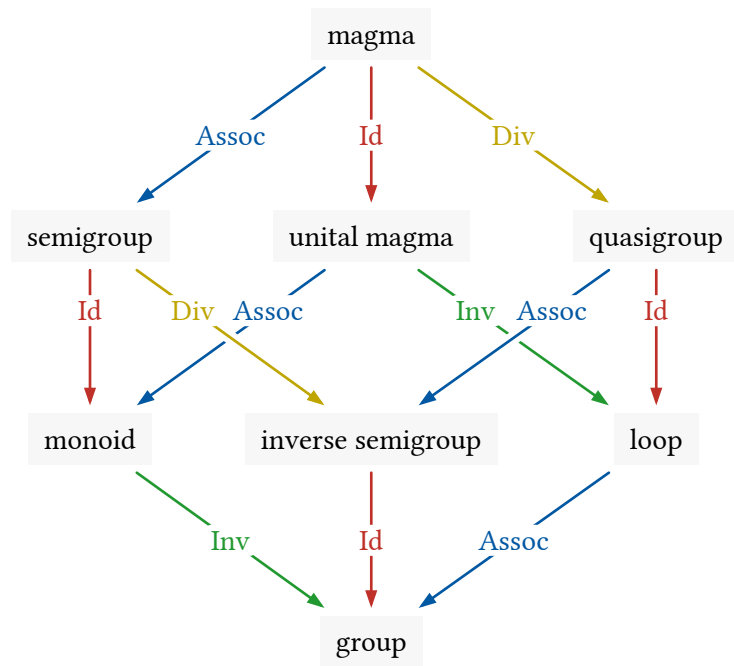 magma
Assoc Id Div
semigroup unital magma quasigroup
Id Div Assoc Inv Assoc Id
monoid inverse semigroup loop
Inv Id Assoc
group